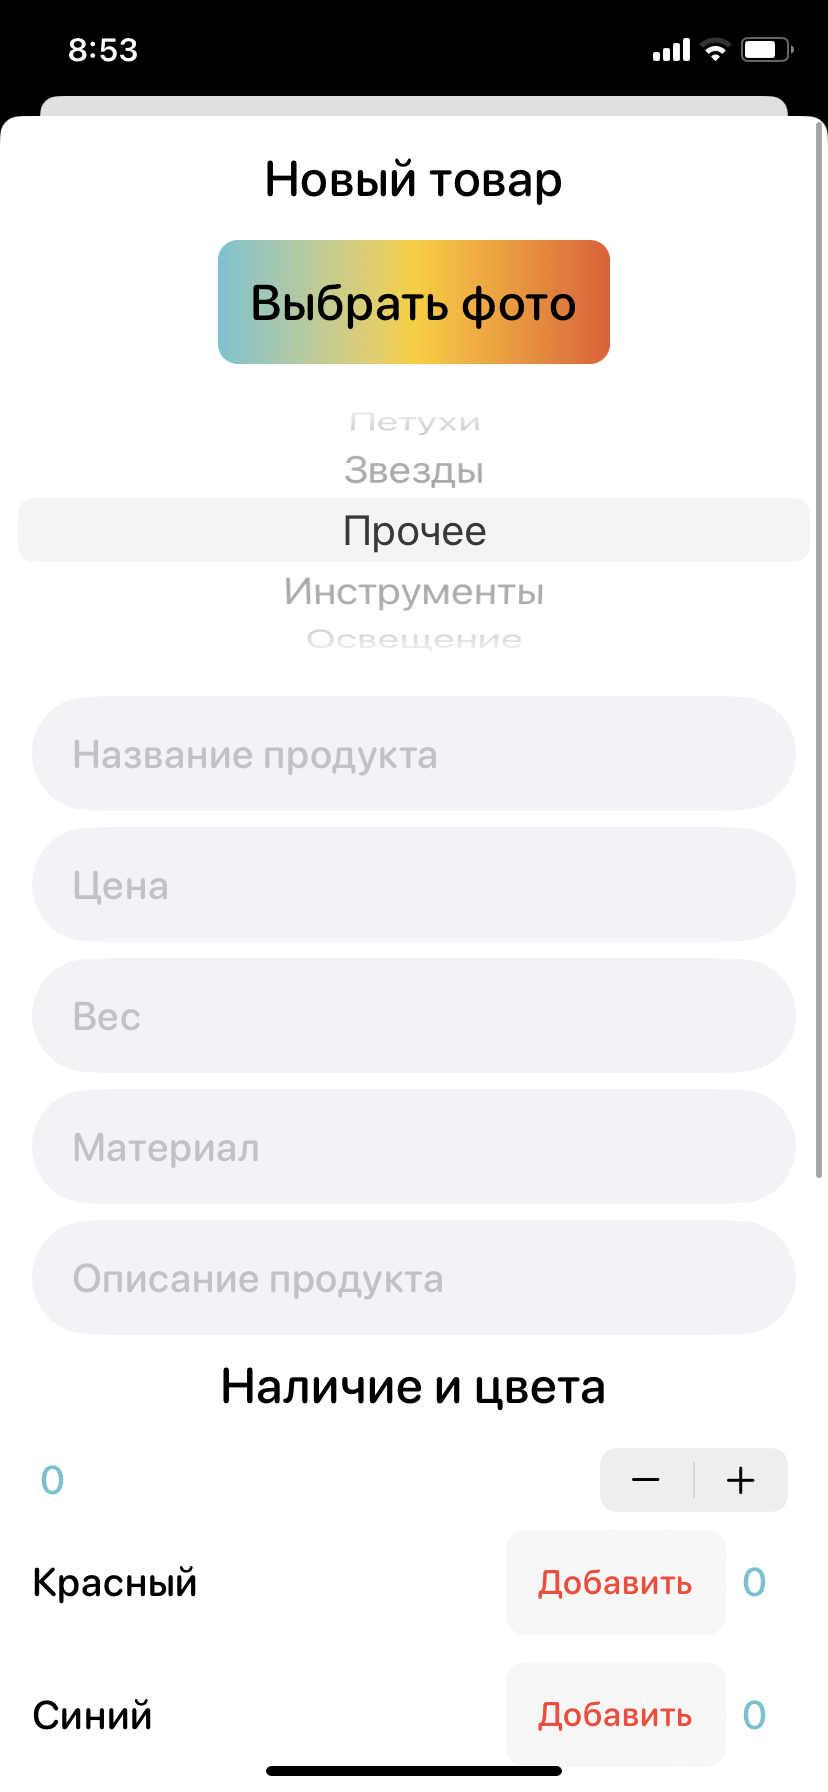 8:53
Новый товар
Выбрать фото
Петухи
Звезды
Прочее
Инструменты
Освещение
Название продукта
Цена
Вес
Материал
Описание продукта
Наличие и цвета
0 − +
Красный Добавить 0
Синий Добавить 0